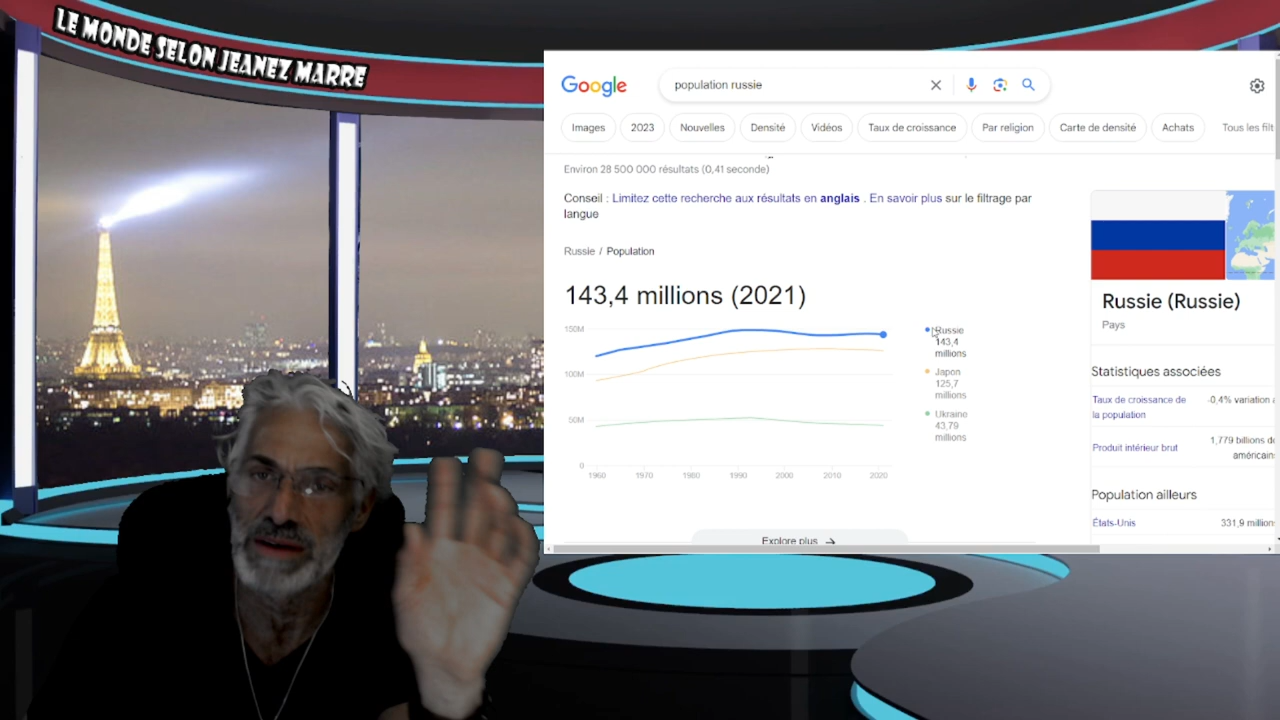 LE MONDE SELON JEANEZ MARRE
Google
population russie
Images
2023
Nouvelles
Densité
Vidéos
Taux de croissance
Par religion
Carte de densité
Achats
Tous les filt
Environ 28 500 000 résultats (0,41 seconde)
Conseil : Limitez cette recherche aux résultats en anglais . En savoir plus sur le filtrage par
langue
Russie / Population
143,4 millions (2021)
150M
100M
50M
0
1960 1970 1980 1990 2000 2010 2020
Russie
143,4
millions
Japon
125,7
millions
Ukraine
43,79
millions
Explore plus →
Russie (Russie)
Pays
Statistiques associées
Taux de croissance de
la population
-0,4% variation a
Produit intérieur brut
1,779 billions de
américains
Population ailleurs
États-Unis
331,9 millions